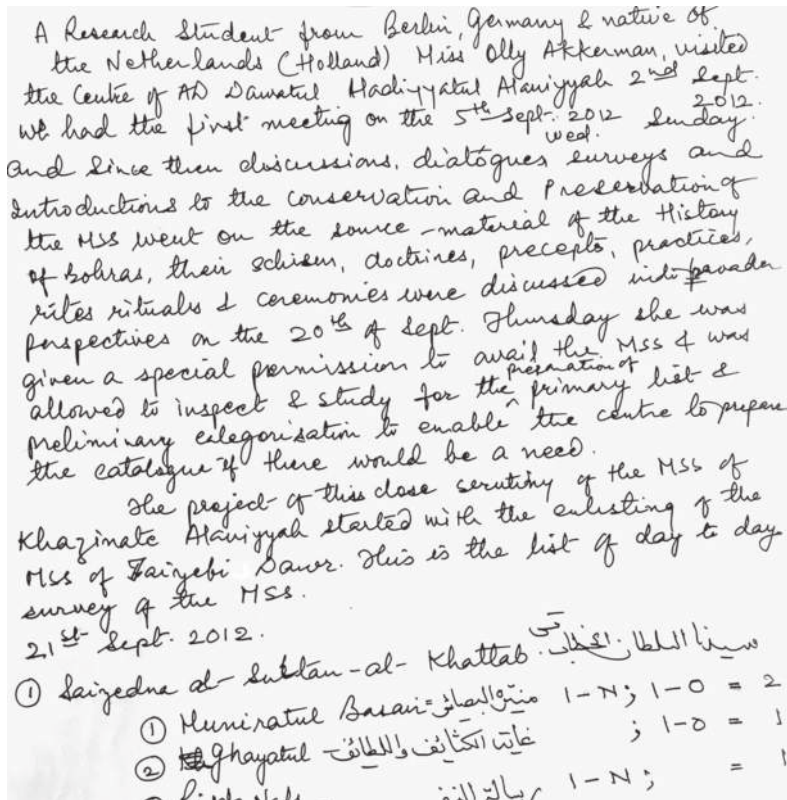 A Research Student from Berlin, Germany & native of
the Netherlands (Holland) Miss Olly Akkerman, visited
the Centre of AD Dawatul Hadiyyatul Alaviyyah 2nd Sept.
2012.
we had the first meeting on the 5th Sept. 2012 Sunday.
wed.
and since then discussions, dialogues surveys and
introductions to the conservation and Preservation of
the MSS went on the source-material of the History
of Bohras, their schism, doctrines, precepts, practices,
rites rituals & ceremonies were discussed
perspectives on the 20th of Sept. Thursday she was
given a special permission to avail the MSS & was
preparation of
allowed to inspect & study for the ^ primary list &
preliminary categorisation to enable the centre to prepare
the catalogue if there would be a need.
The project of this close scrutiny of the MSS of
Khazinate Alaviyyah started with the enlisting of the
MSS of Taiyebi Dawr. This is the list of day to day
survey of the MSS.
21st Sept. 2012.
① Saiyedna al-Sultan-al-Khattab سيدنا السلطان الخطاب
① Muniratul Basair = منيرة البصائر 1-N; 1-O = 2
② Ghayatul - غاية الكثائف واللطائف ; 1-O = 1
رسالة النفس 1-N; = 1